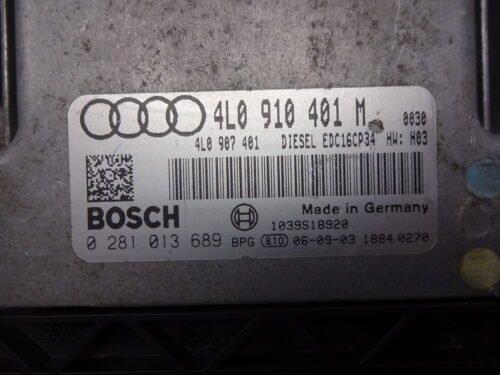 4L0 910 401 M 0030
4L0 907 401 DIESEL EDC16CP34 HW: H03
BOSCH
Made in Germany
1039S18920
0 281 013 689 BPG 810 06-09-03 1884 0270